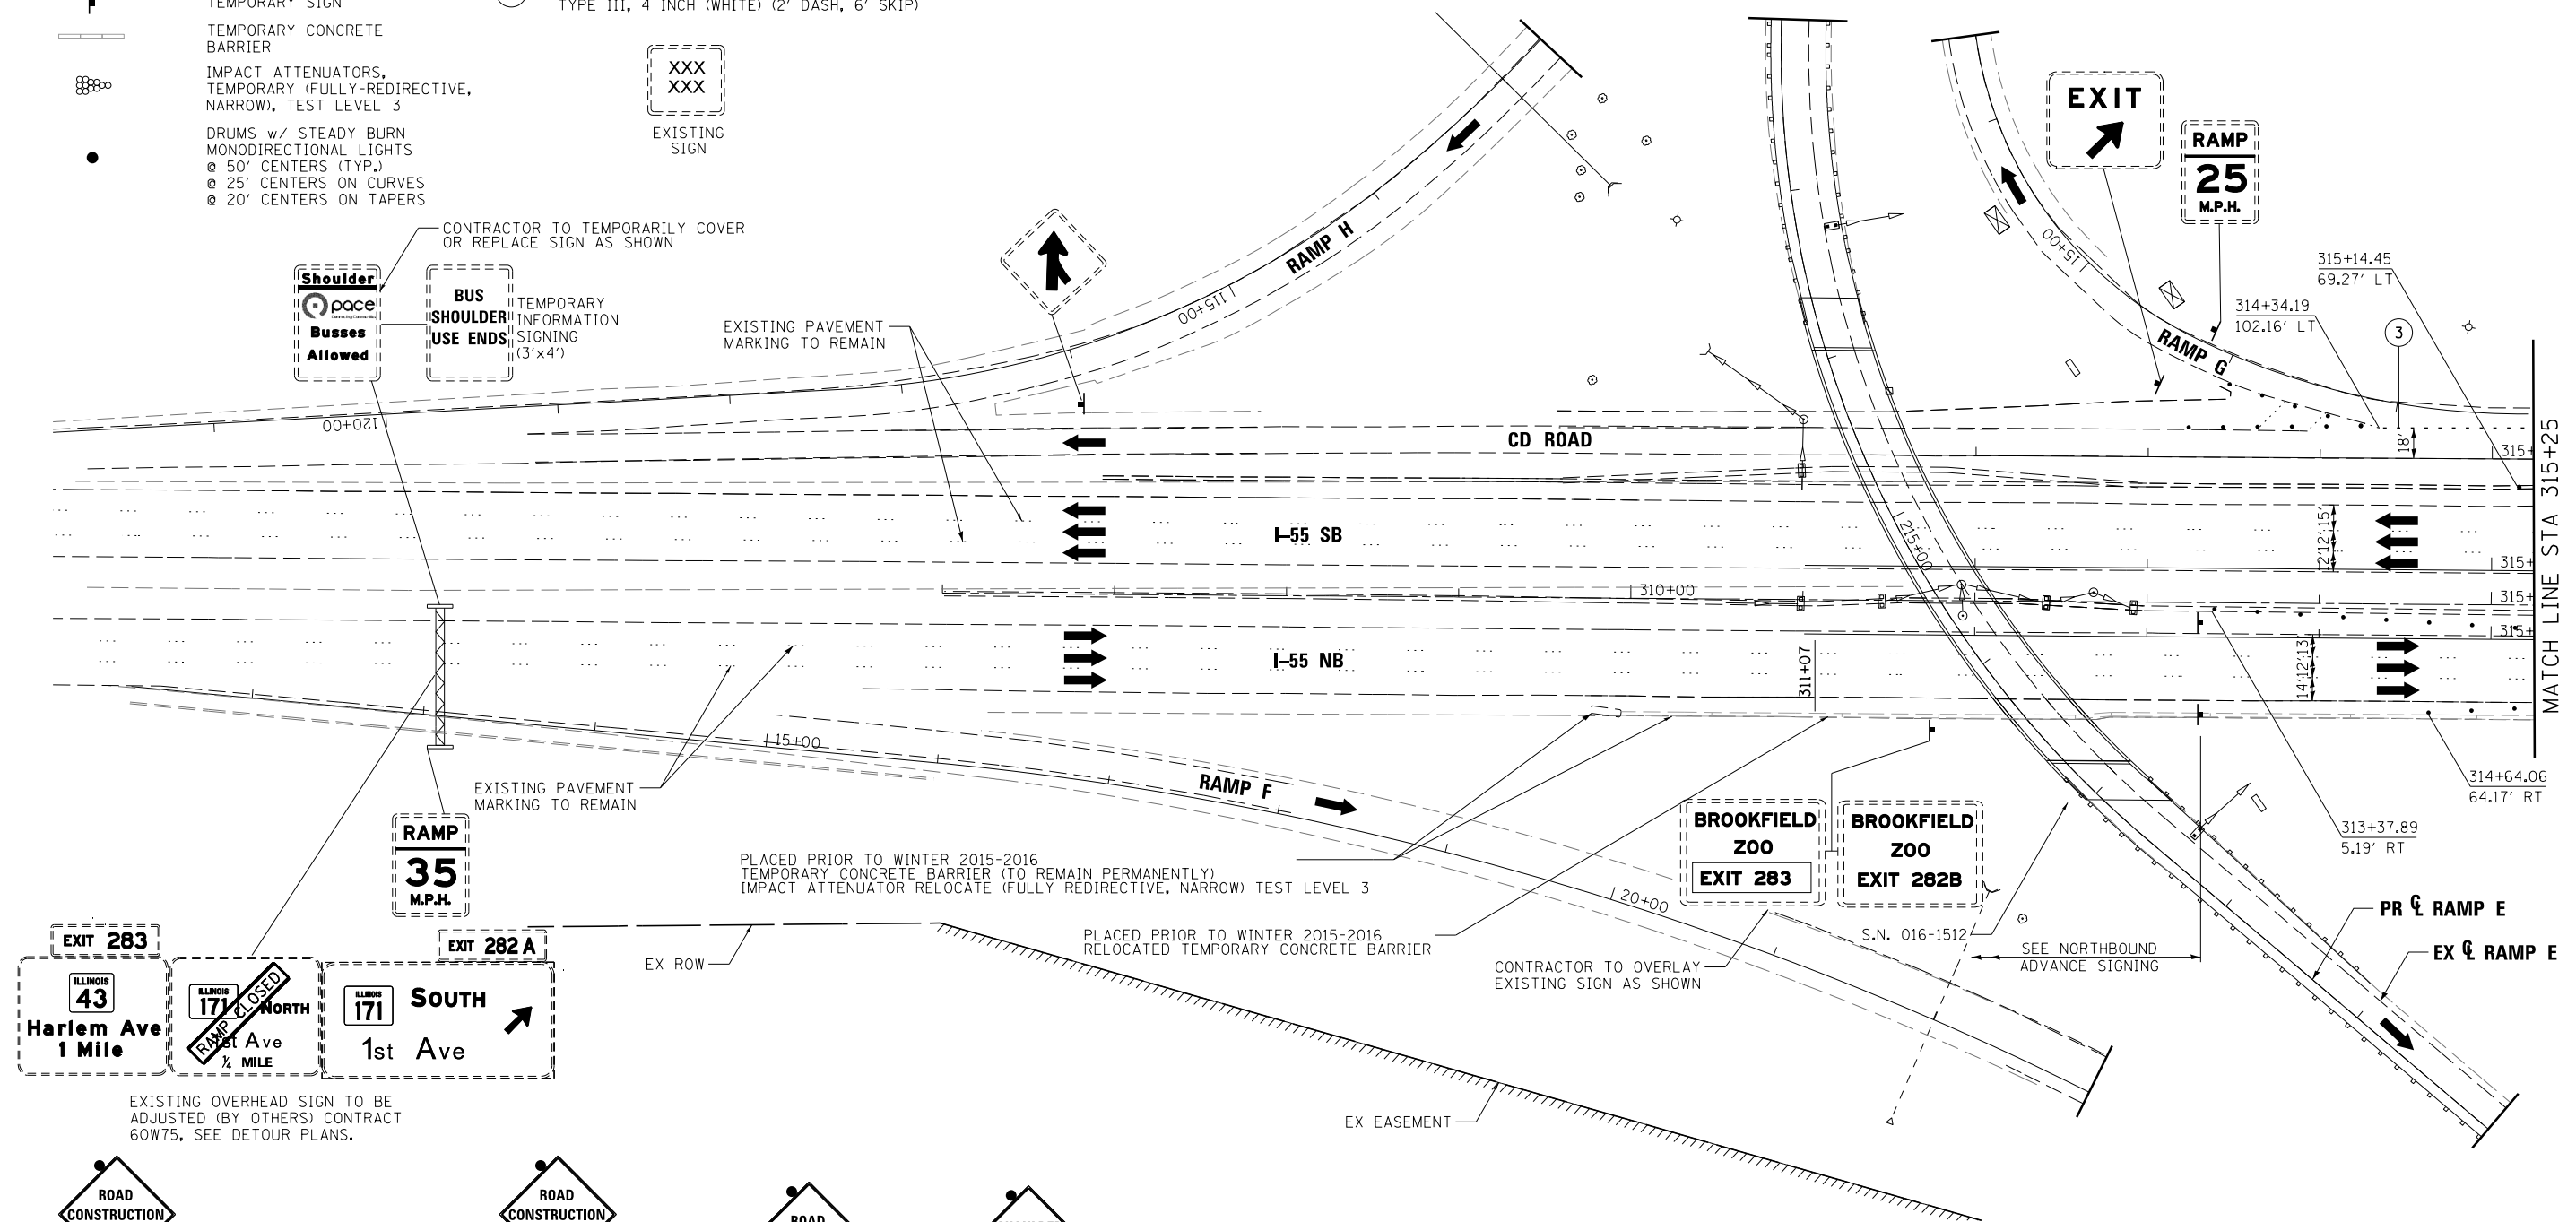 TEMPORARY SIGN
TYPE III, 4 INCH (WHITE) (2' DASH, 6' SKIP)
TEMPORARY CONCRETE
BARRIER
IMPACT ATTENUATORS,
TEMPORARY (FULLY-REDIRECTIVE,
NARROW), TEST LEVEL 3
DRUMS w/ STEADY BURN
MONODIRECTIONAL LIGHTS
@ 50' CENTERS (TYP.)
@ 25' CENTERS ON CURVES
@ 20' CENTERS ON TAPERS
XXX
XXX
EXISTING
SIGN
EXIT
RAMP
25
M.P.H.
CONTRACTOR TO TEMPORARILY COVER
OR REPLACE SIGN AS SHOWN
Shoulder
pace
Busses
Allowed
BUS
SHOULDER
USE ENDS
TEMPORARY
INFORMATION
SIGNING
(3'x4')
EXISTING PAVEMENT
MARKING TO REMAIN
RAMP H
115+00
120+00
15+00
RAMP G
315+14.45
69.27' LT
314+34.19
102.16' LT
3
CD ROAD
18'
315+
I-55 SB
215+00
12'12'15'
315+
310+00
315+
315+
I-55 NB
311+07
14'12'13'
MATCH LINE STA 315+25
15+00
RAMP F
EXISTING PAVEMENT
MARKING TO REMAIN
RAMP
35
M.P.H.
PLACED PRIOR TO WINTER 2015-2016
TEMPORARY CONCRETE BARRIER (TO REMAIN PERMANENTLY)
IMPACT ATTENUATOR RELOCATE (FULLY REDIRECTIVE, NARROW) TEST LEVEL 3
20+00
BROOKFIELD
ZOO
EXIT 283
BROOKFIELD
ZOO
EXIT 282B
314+64.06
64.17' RT
313+37.89
5.19' RT
PLACED PRIOR TO WINTER 2015-2016
RELOCATED TEMPORARY CONCRETE BARRIER
S.N. 016-1512
SEE NORTHBOUND
ADVANCE SIGNING
PR ℄ RAMP E
EX ℄ RAMP E
CONTRACTOR TO OVERLAY
EXISTING SIGN AS SHOWN
EX ROW
EX EASEMENT
EXIT 283
ILLINOIS
43
Harlem Ave
1 Mile
ILLINOIS
171
NORTH
1st Ave
¼ MILE
RAMP CLOSED
EXIT 282 A
ILLINOIS
171
SOUTH
1st Ave
EXISTING OVERHEAD SIGN TO BE
ADJUSTED (BY OTHERS) CONTRACT
60W75, SEE DETOUR PLANS.
ROAD
CONSTRUCTION
ROAD
CONSTRUCTION
ROAD